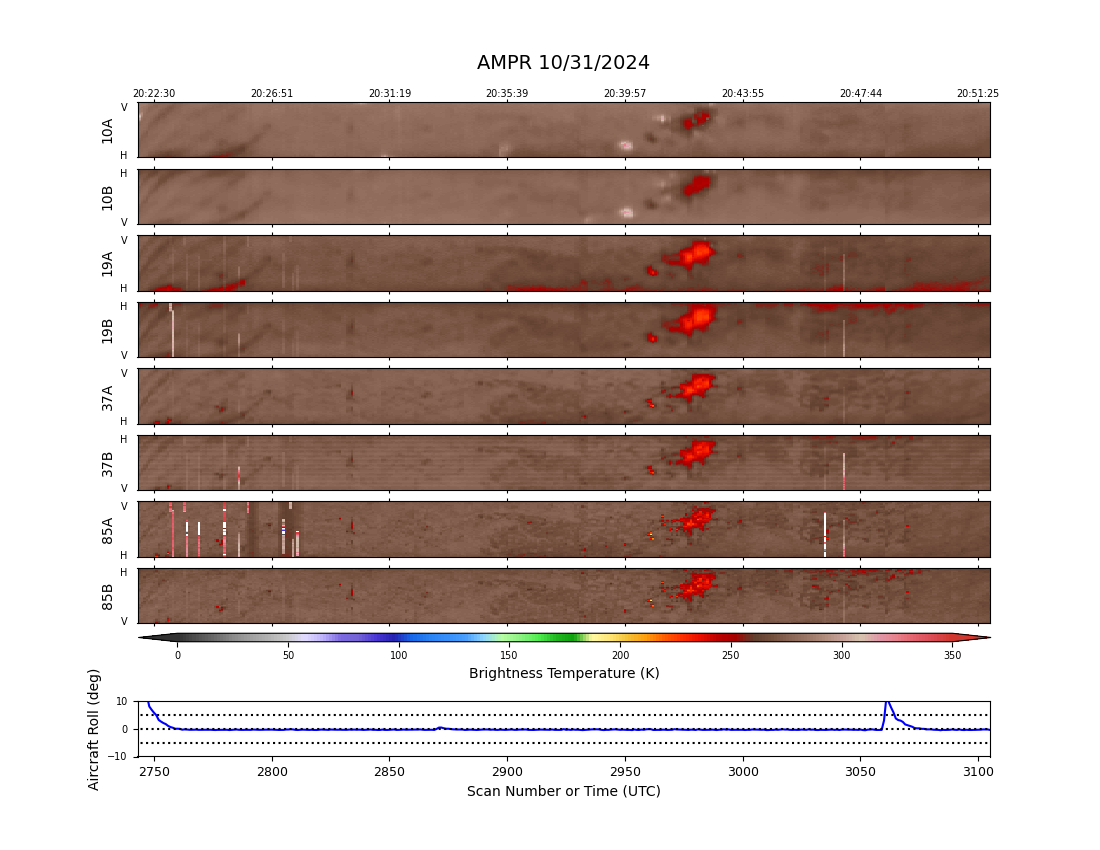 AMPR 10/31/2024
20:22:30 20:26:51 20:31:19 20:35:39 20:39:57 20:43:55 20:47:44 20:51:25
V
10A
H
H
10B
V
V
19A
H
H
19B
V
V
37A
H
H
37B
V
V
85A
H
H
85B
V
0 50 100 150 200 250 300 350
Brightness Temperature (K)
Aircraft Roll (deg)
10
0
−10
2750 2800 2850 2900 2950 3000 3050 3100
Scan Number or Time (UTC)